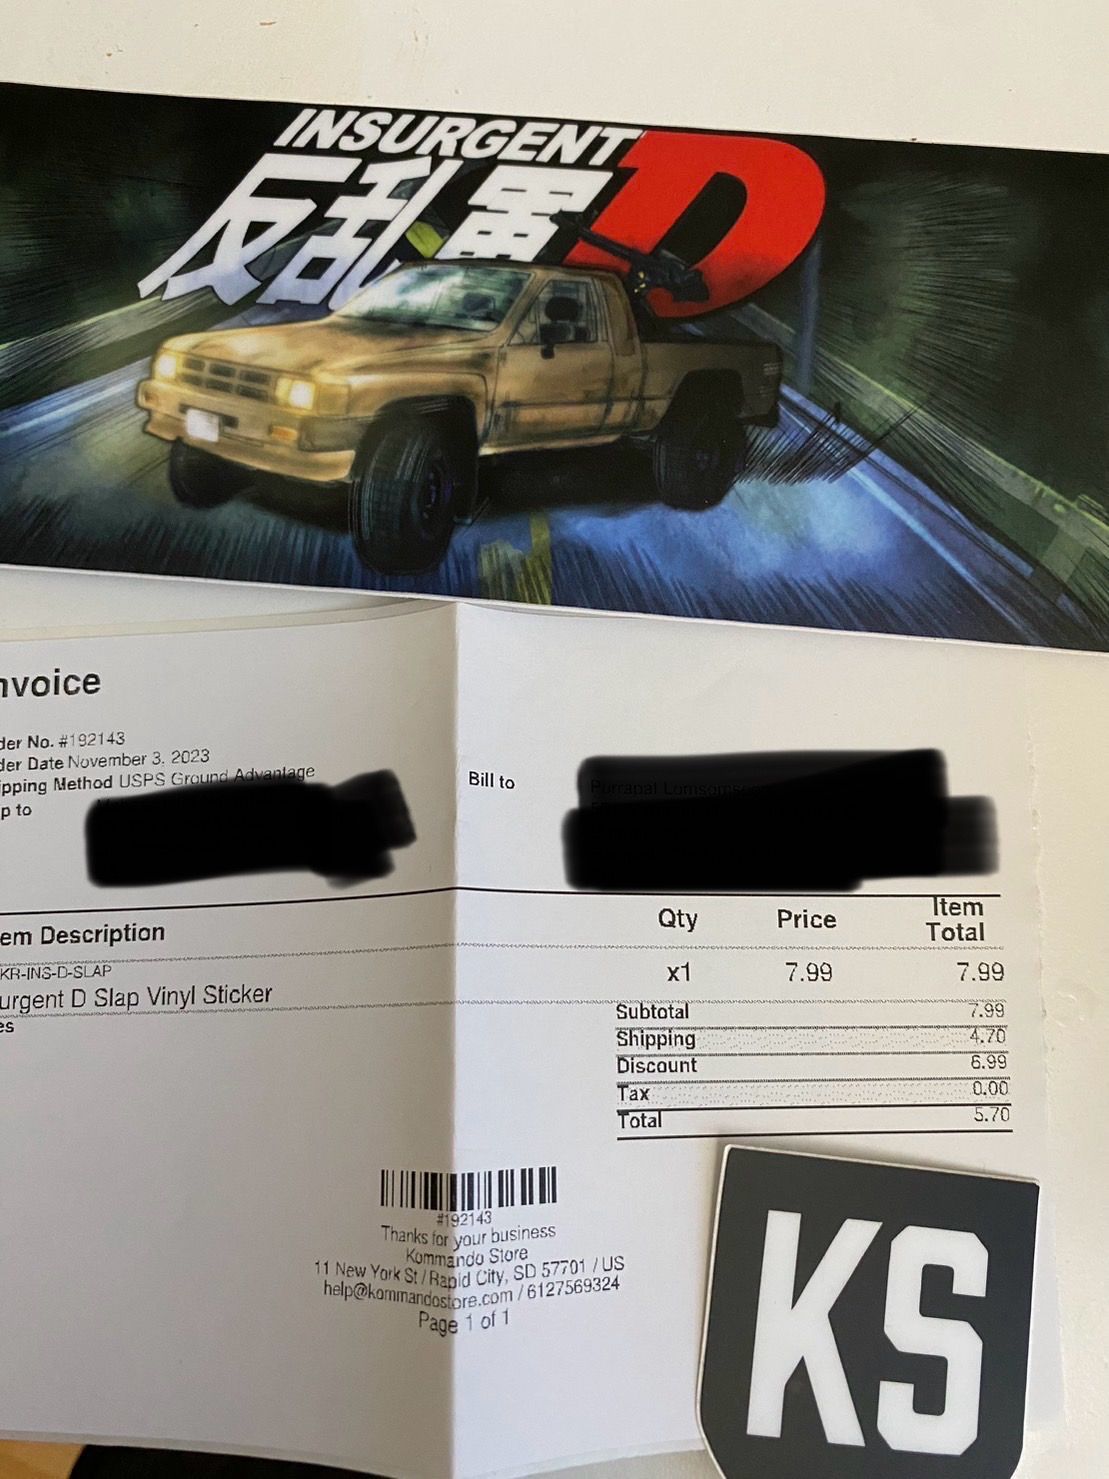 INSURGENT
反乱軍 D
nvoice
der No. #192143
der Date November 3, 2023
ipping Method USPS Ground Advantage
p to
Bill to
em Description Qty Price Item Total
KR-INS-D-SLAP
urgent D Slap Vinyl Sticker x1 7.99 7.99
es
Subtotal 7.99
Shipping 4.70
Discount 6.99
Tax 0.00
Total 5.70
#192143
Thanks for your business
Kommando Store
11 New York St / Rapid City, SD 57701 / US
help@kommandostore.com / 6127569324
Page 1 of 1
KS